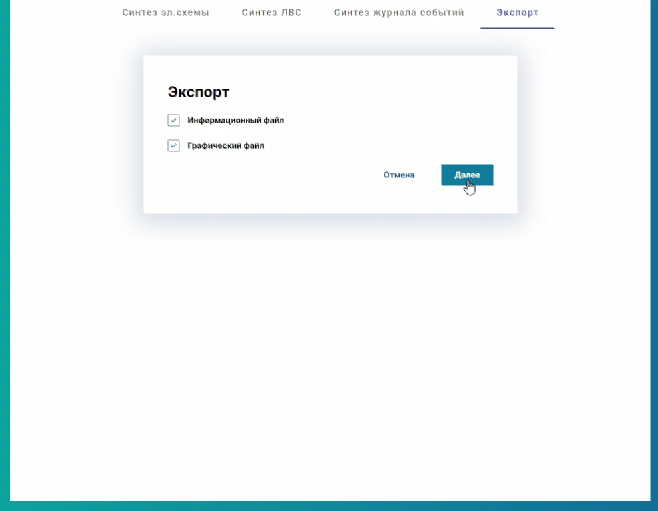 Синтез эл.схемы Синтез ЛВС Синтез журнала событий Экспорт
Экспорт
Информационный файл
Графический файл
Отмена Далее